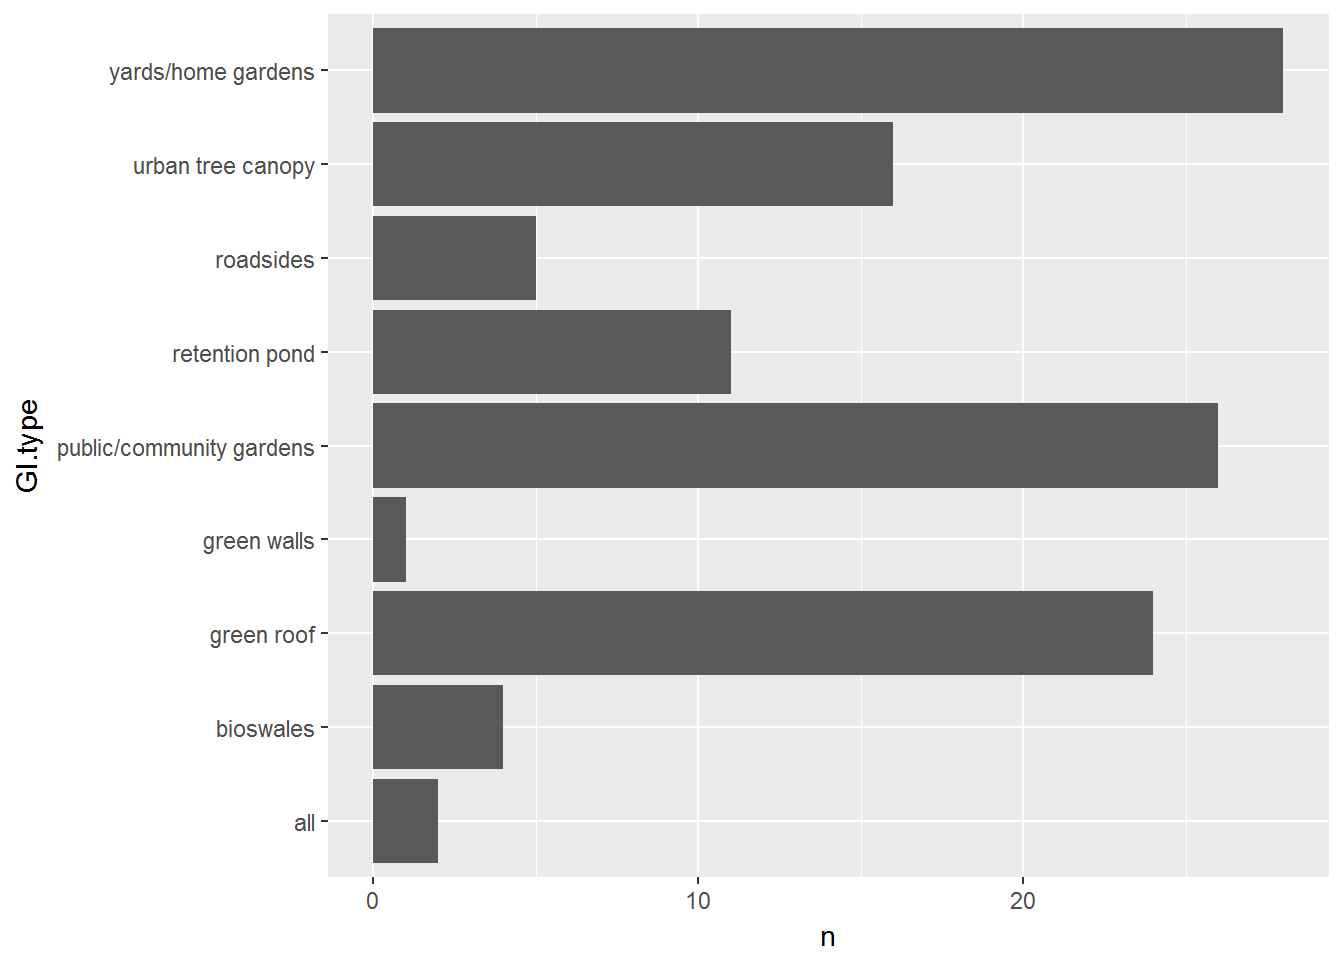 yards/home gardens
urban tree canopy
roadsides
retention pond
public/community gardens
green walls
green roof
bioswales
all
GI.type
0 10 20
n